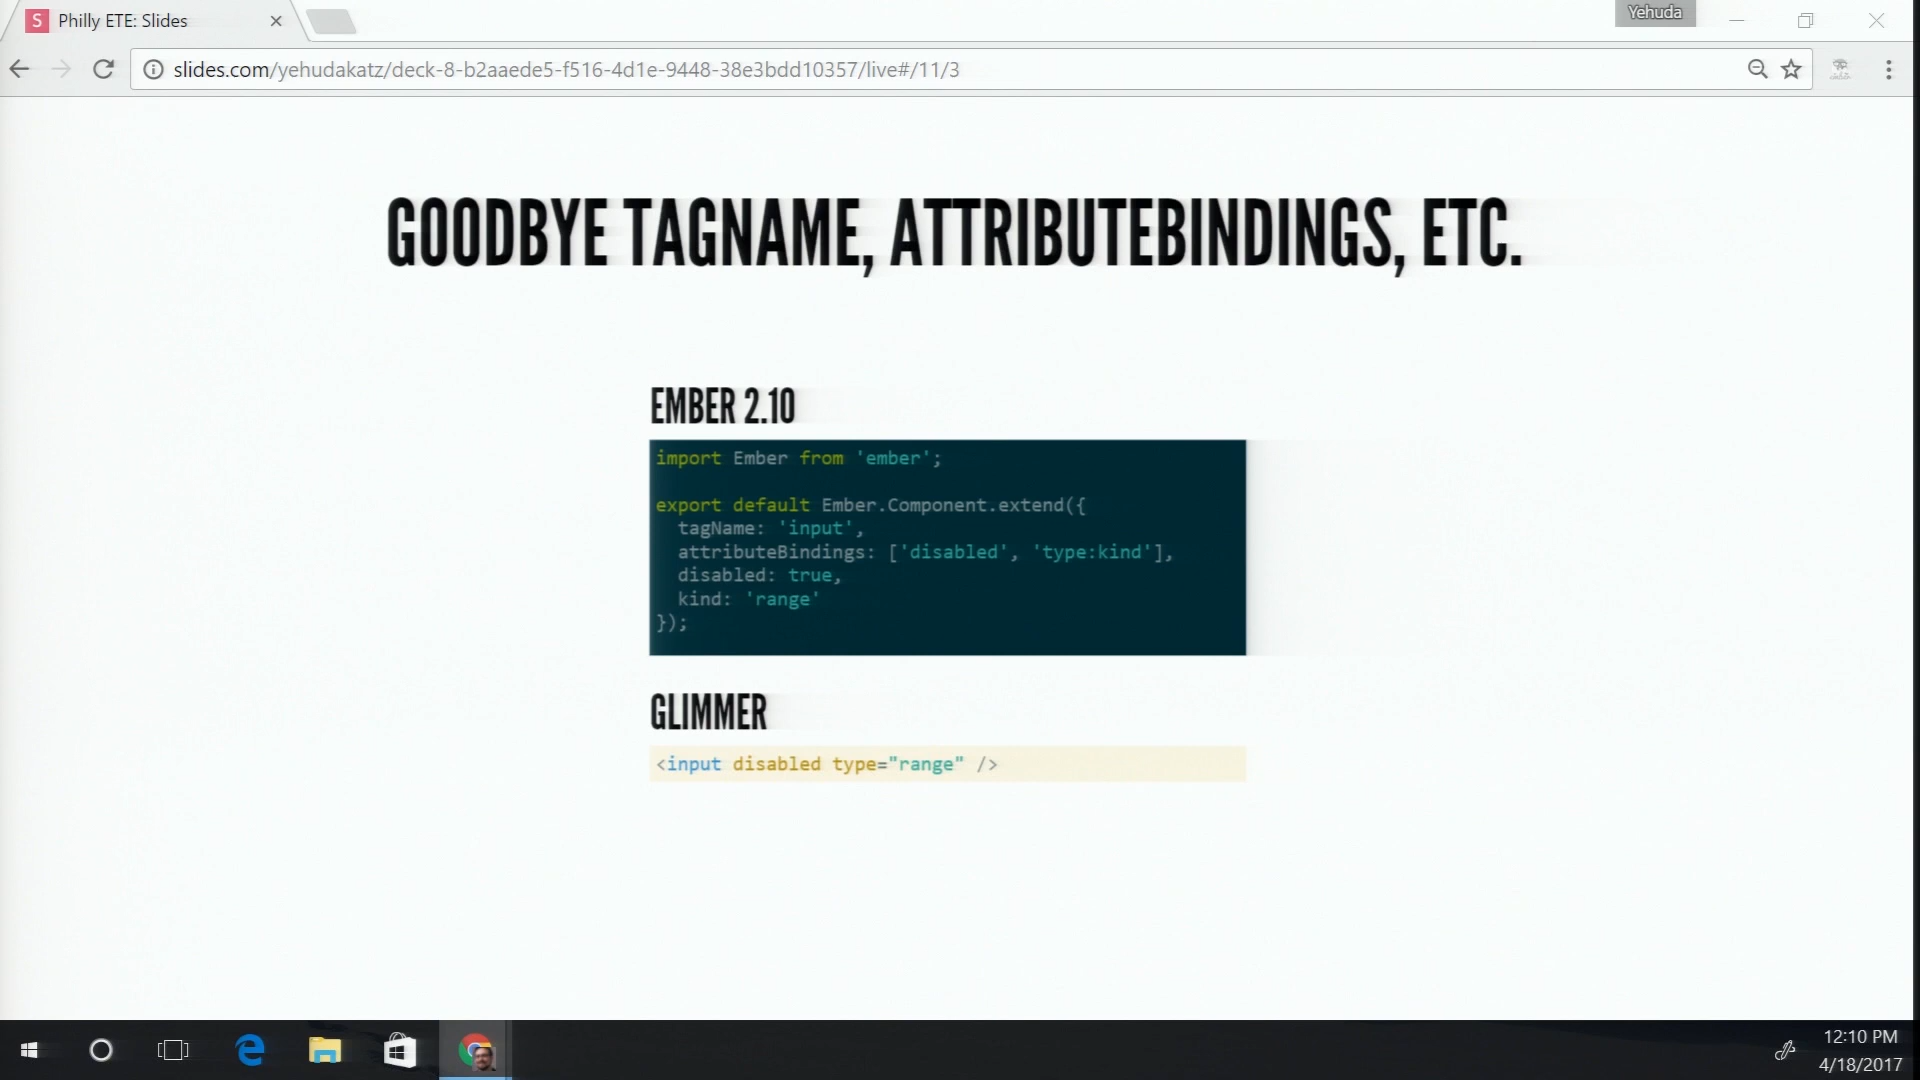 S Philly ETE: Slides
Yehuda
slides.com/yehudakatz/deck-8-b2aaede5-f516-4d1e-9448-38e3bdd10357/live#/11/3
GOODBYE TAGNAME, ATTRIBUTEBINDINGS, ETC.
EMBER 2.10
import Ember from 'ember';
export default Ember.Component.extend({
  tagName: 'input',
  attributeBindings: ['disabled', 'type:kind'],
  disabled: true,
  kind: 'range'
});
GLIMMER
<input disabled type="range" />
12:10 PM
4/18/2017